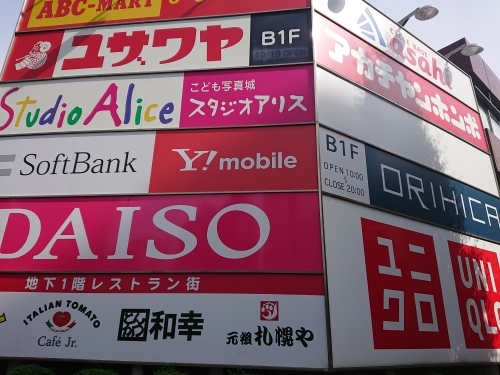 ABC-MART
ユザワヤ
B1F
Studio Alice
こども写真城
スタジオアリス
SoftBank
Y! mobile
DAISO
地下1階レストラン街
ITALIAN TOMATO
Café Jr.
和幸
元祖 札幌や
asahi
アカチャンホンポ
B1F
OPEN 10:00
CLOSE 20:00
ORIHICA
ユニクロ
UNI
QLO